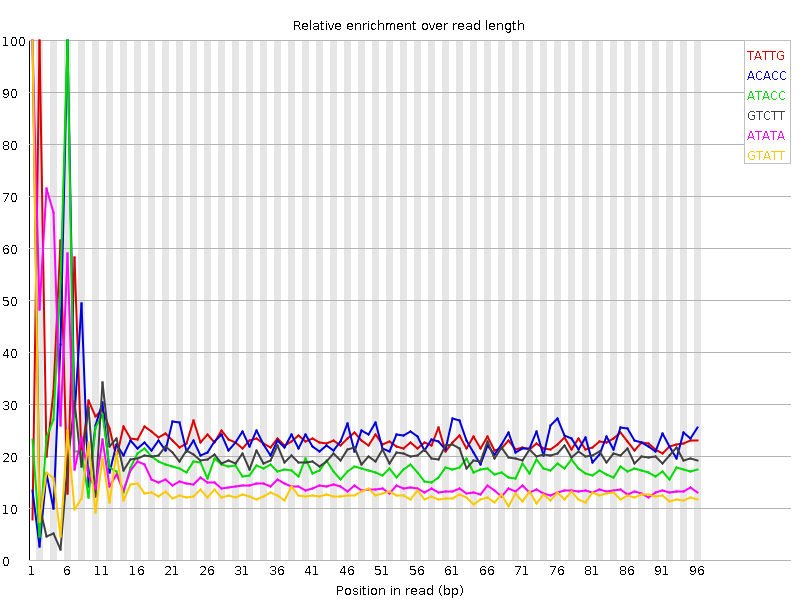 Relative enrichment over read length
100
90
80
70
60
50
40
30
20
10
0
TATTG
ACACC
ATACC
GTCTT
ATATA
GTATT
1 6 11 16 21 26 31 36 41 46 51 56 61 66 71 76 81 86 91 96
Position in read (bp)